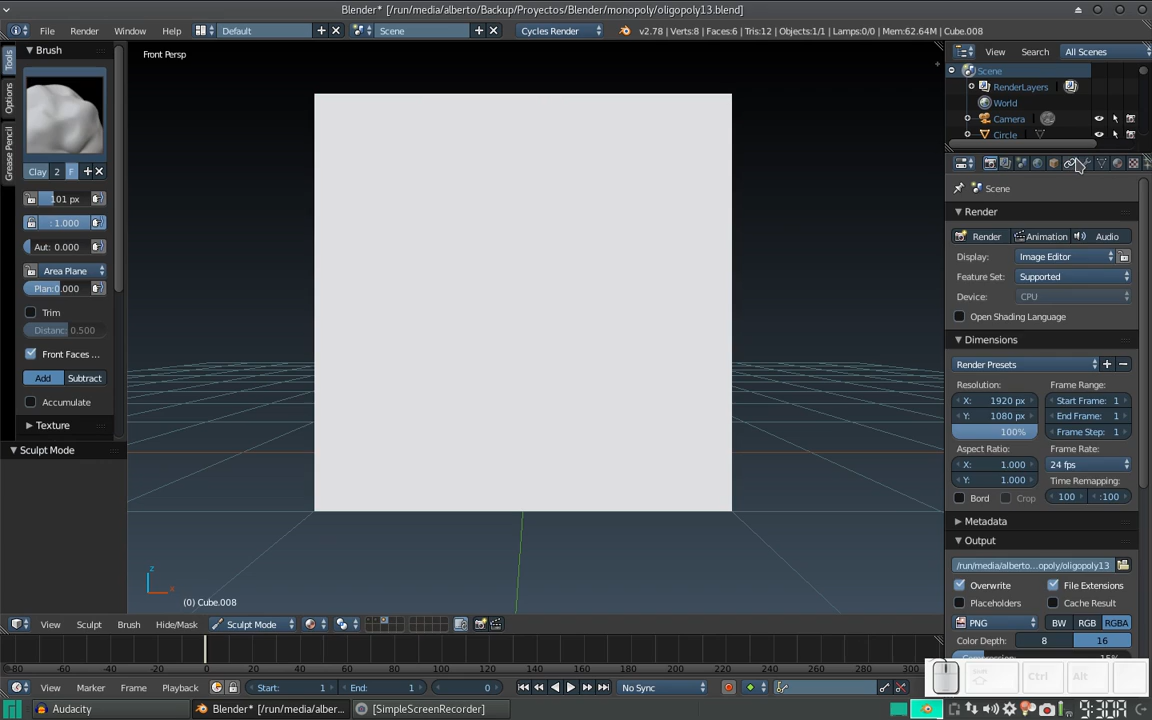 Blender* [/run/media/alberto/Backup/Proyectos/Blender/monopoly/oligopoly13.blend]
File Render Window Help Default Scene Cycles Render v2.78 | Verts:8 | Faces:6 | Tris:12 | Objects:1/1 | Lamps:0/0 | Mem:62.64M | Cube.008
Tools
Options
Grease Pencil
Brush
Clay 2 F
101 px
: 1.000
Aut: 0.000
Area Plane
Plan:0.000
Trim
Distanc: 0.500
Front Faces ...
Add Subtract
Accumulate
Texture
Sculpt Mode
Front Persp
z
x
(0) Cube.008
View Search All Scenes
Scene
RenderLayers
World
Camera
Circle
Scene
Render
Render Animation Audio
Display: Image Editor
Feature Set: Supported
Device: CPU
Open Shading Language
Dimensions
Render Presets
Resolution: Frame Range:
X: 1920 px Start Frame: 1
Y: 1080 px End Frame: 1
100% Frame Step: 1
Aspect Ratio: Frame Rate:
X: 1.000 24 fps
Y: 1.000 Time Remapping:
Bord Crop 100 :100
Metadata
Output
/run/media/alberto...opoly/oligopoly13
Overwrite File Extensions
Placeholders Cache Result
PNG BW RGB RGBA
Color Depth: 8 16
View Sculpt Brush Hide/Mask Sculpt Mode
-80 -60 -40 -20 0 20 40 60 80 100 120 140 160 180 200 220 240 260 280 300
View Marker Frame Playback Start: 1 End: 1 0 No Sync
Ctrl Alt
Audacity Blender* [/run/media/alber... [SimpleScreenRecorder] 9:308